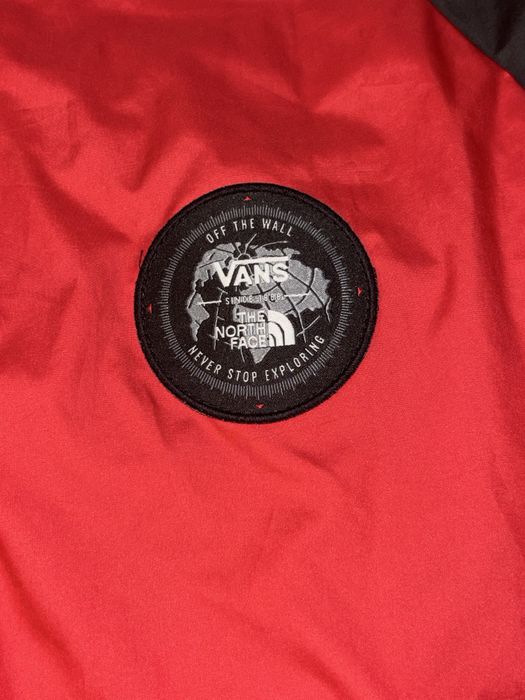 OFF THE WALL
VANS
THE
NORTH
FACE
NEVER STOP EXPLORING